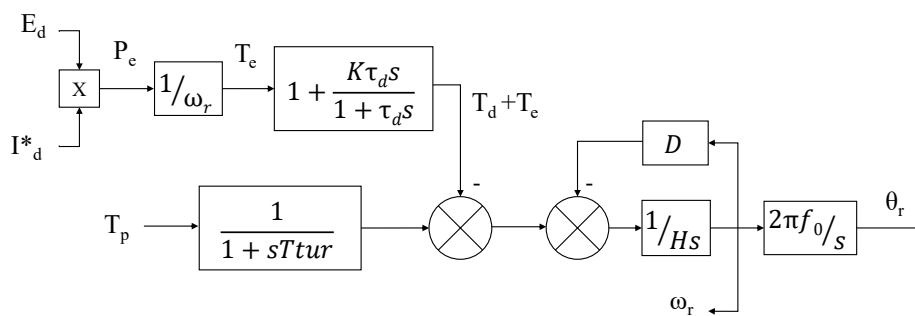 E_d
P_e
T_e
X
1/ω_r
1 + Kτ_d s / 1 + τ_d s
I*_d
T_d+T_e
-
-
D
T_p
1 / 1 + sTtur
1/Hs
2πf_0/s
θ_r
ω_r